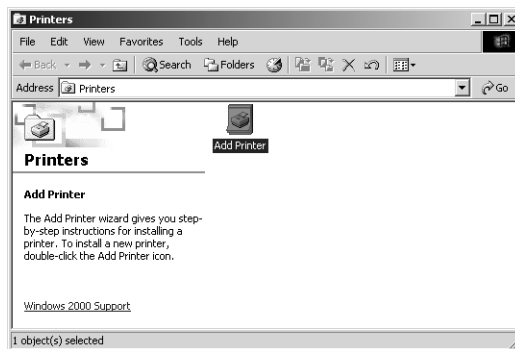 Printers
File Edit View Favorites Tools Help
Back Search Folders
Address Printers Go
Add Printer
Printers
Add Printer
The Add Printer wizard gives you step-
by-step instructions for installing a
printer. To install a new printer,
double-click the Add Printer icon.
Windows 2000 Support
1 object(s) selected